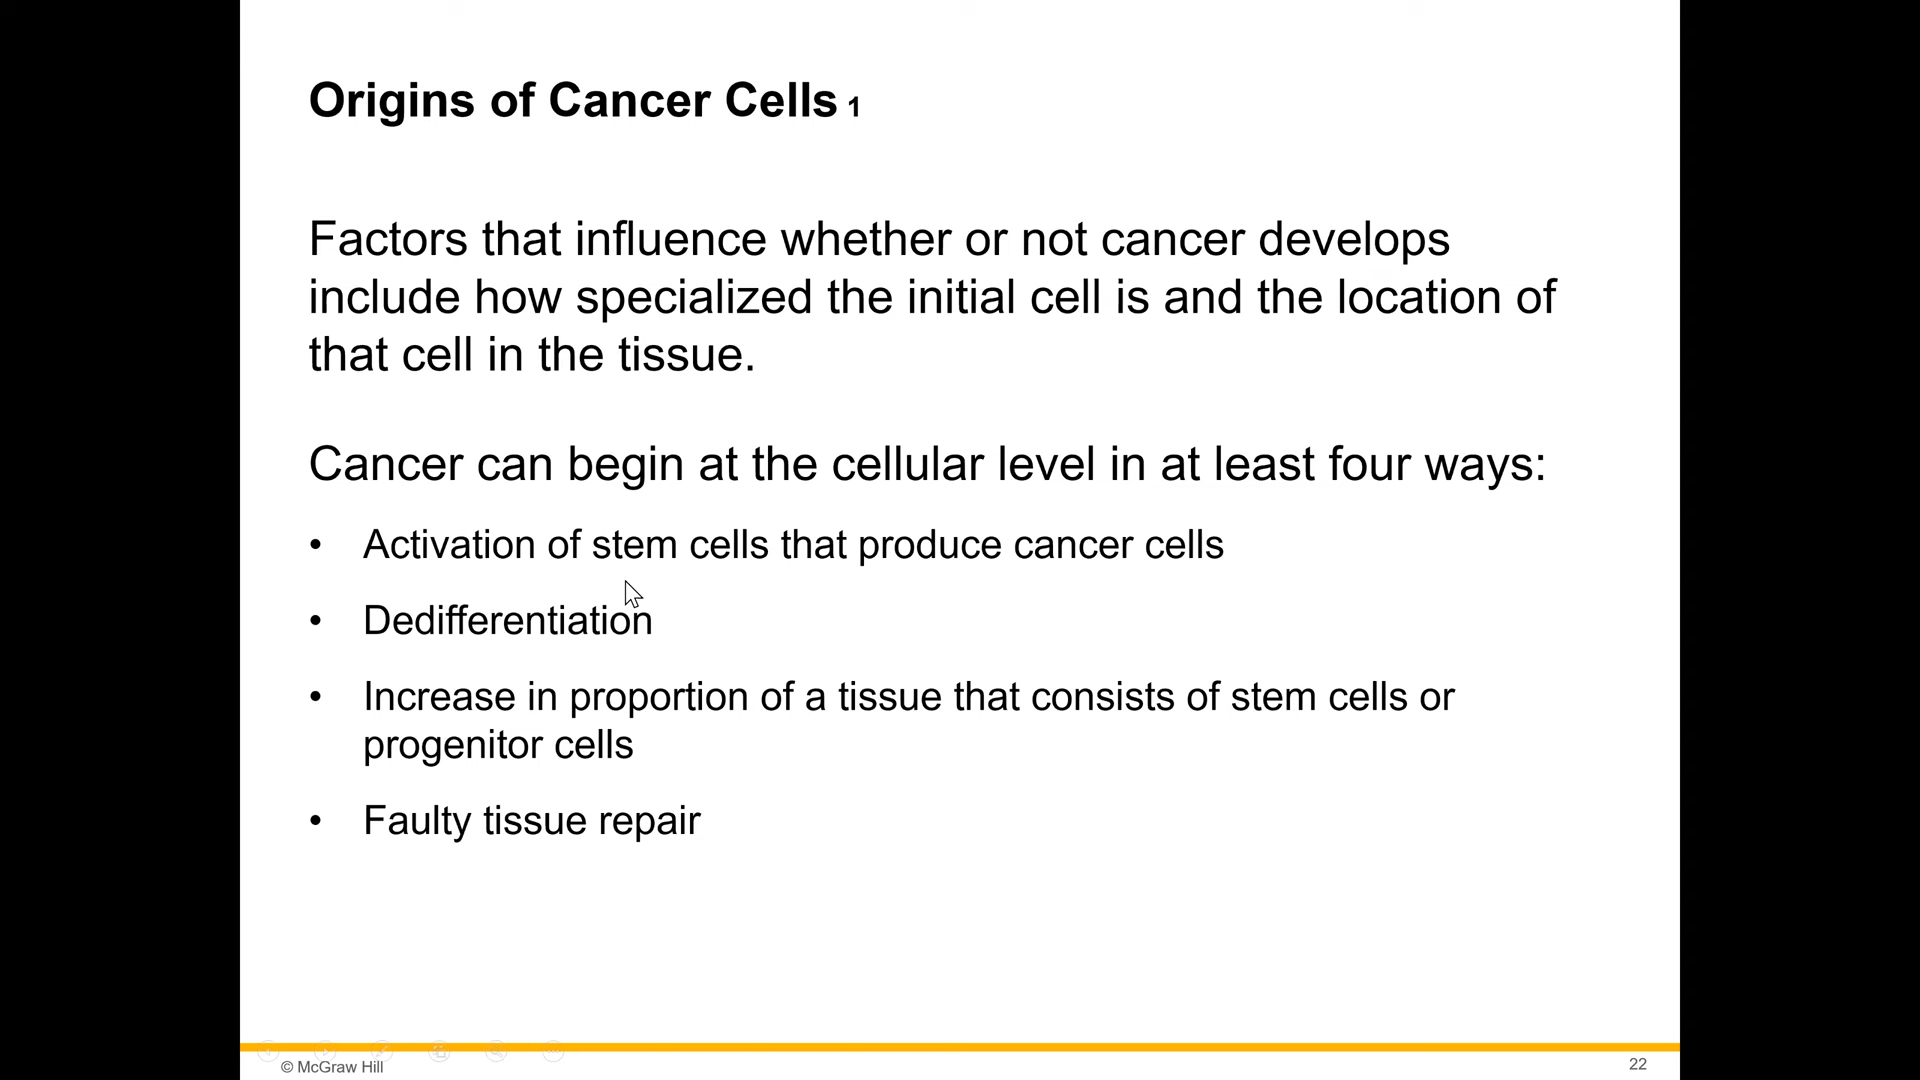 Origins of Cancer Cells 1
Factors that influence whether or not cancer develops
include how specialized the initial cell is and the location of
that cell in the tissue.
Cancer can begin at the cellular level in at least four ways:
• Activation of stem cells that produce cancer cells
• Dedifferentiation
• Increase in proportion of a tissue that consists of stem cells or
progenitor cells
• Faulty tissue repair
© McGraw Hill
22